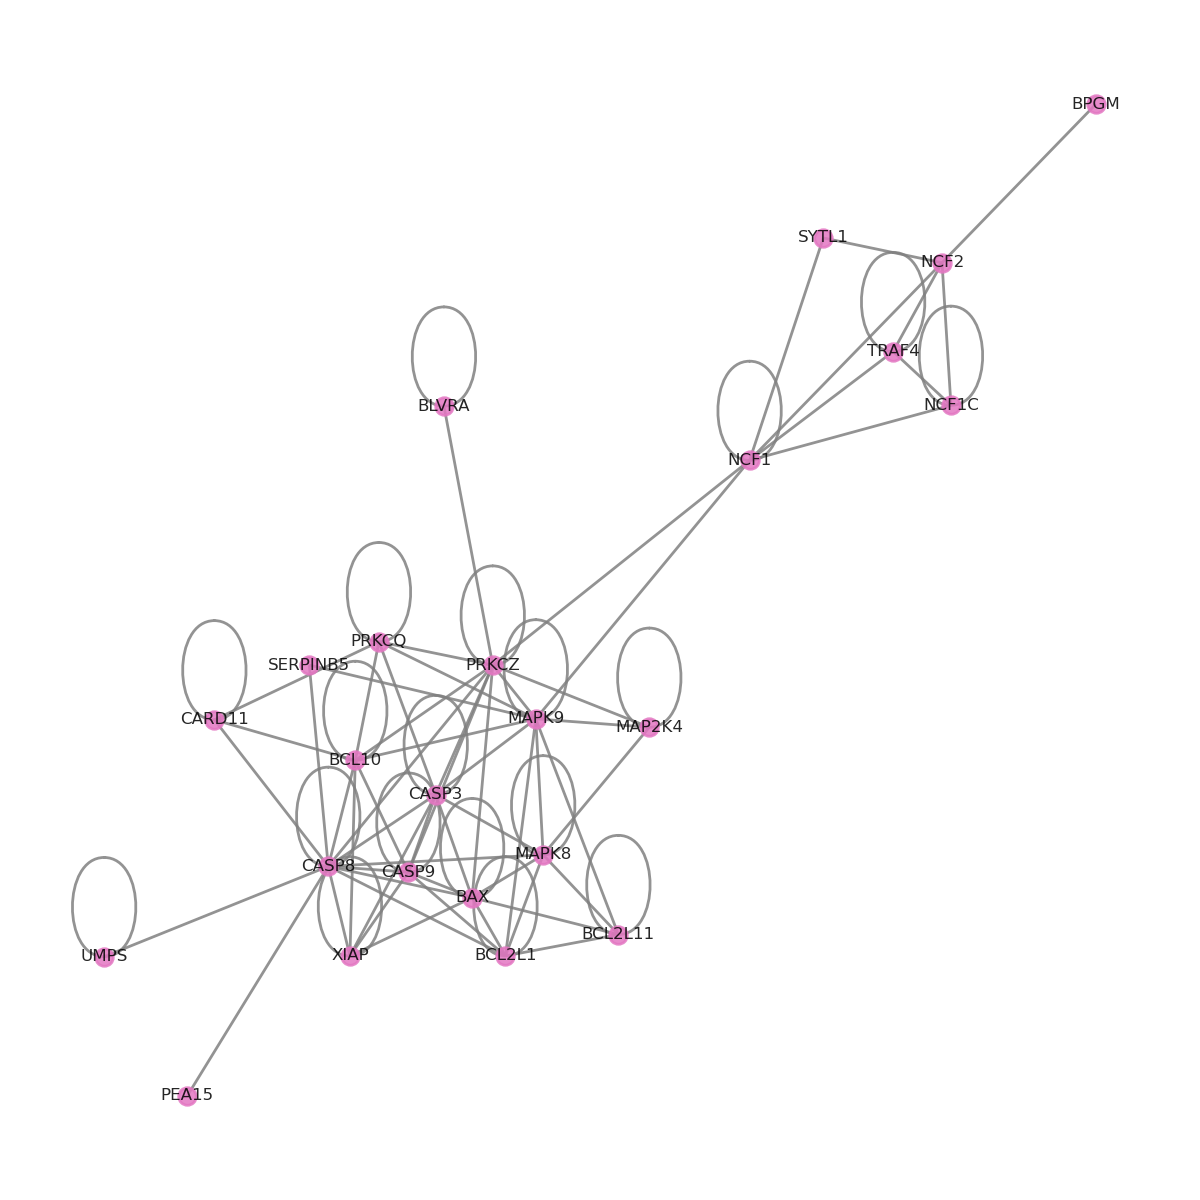 BPGM
SYTL1
NCF2
TRAF4
NCF1C
BLVRA
NCF1
PRKCQ
SERPINB5
PRKCZ
CARD11
MAPK9
MAP2K4
BCL10
CASP3
MAPK8
CASP8
CASP9
BAX
BCL2L11
UMPS
XIAP
BCL2L1
PEA15